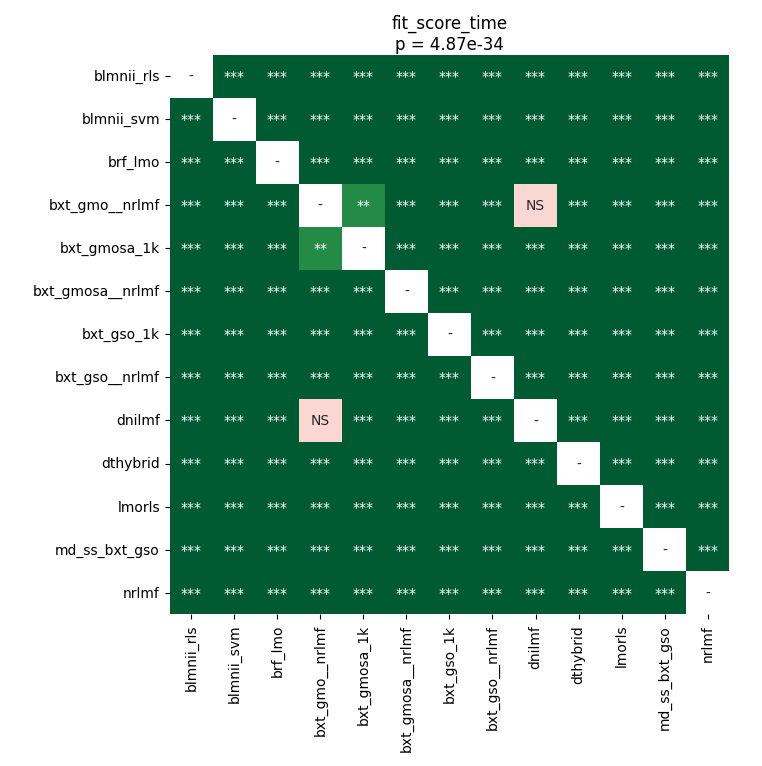 fit_score_time
p = 4.87e-34
blmnii_rls - *** *** *** *** *** *** *** *** *** *** *** ***
blmnii_svm *** - *** *** *** *** *** *** *** *** *** *** ***
brf_lmo *** *** - *** *** *** *** *** *** *** *** *** ***
bxt_gmo__nrlmf *** *** *** - ** *** *** *** NS *** *** *** ***
bxt_gmosa_1k *** *** *** ** - *** *** *** *** *** *** *** ***
bxt_gmosa__nrlmf *** *** *** *** *** - *** *** *** *** *** *** ***
bxt_gso_1k *** *** *** *** *** *** - *** *** *** *** *** ***
bxt_gso__nrlmf *** *** *** *** *** *** *** - *** *** *** *** ***
dnilmf *** *** *** NS *** *** *** *** - *** *** *** ***
dthybrid *** *** *** *** *** *** *** *** *** - *** *** ***
lmorls *** *** *** *** *** *** *** *** *** *** - *** ***
md_ss_bxt_gso *** *** *** *** *** *** *** *** *** *** *** - ***
nrlmf *** *** *** *** *** *** *** *** *** *** *** *** -
blmnii_rls
blmnii_svm
brf_lmo
bxt_gmo__nrlmf
bxt_gmosa_1k
bxt_gmosa__nrlmf
bxt_gso_1k
bxt_gso__nrlmf
dnilmf
dthybrid
lmorls
md_ss_bxt_gso
nrlmf